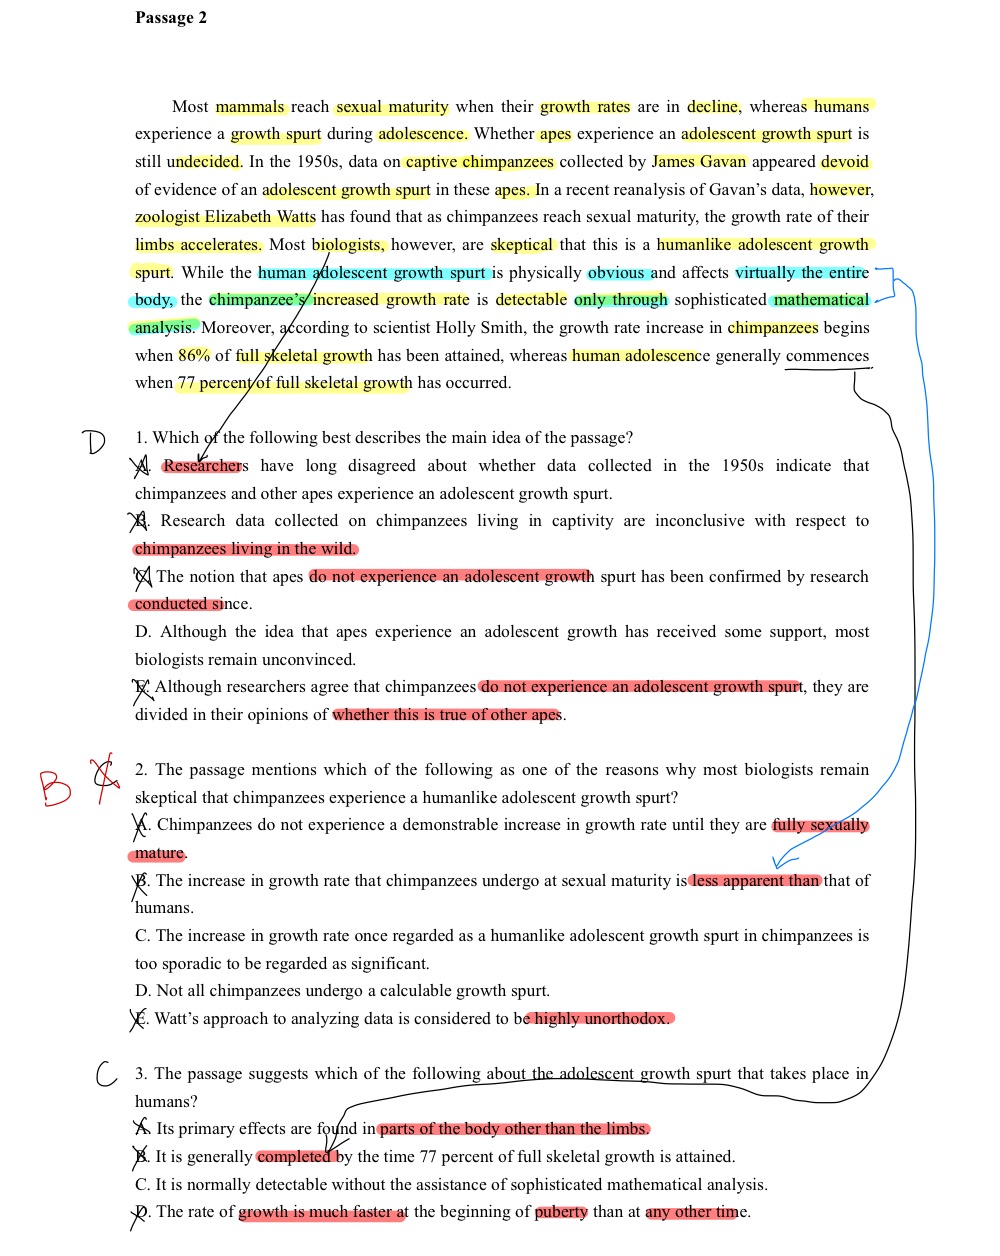 Passage 2
Most mammals reach sexual maturity when their growth rates are in decline, whereas humans
experience a growth spurt during adolescence. Whether apes experience an adolescent growth spurt is
still undecided. In the 1950s, data on captive chimpanzees collected by James Gavan appeared devoid
of evidence of an adolescent growth spurt in these apes. In a recent reanalysis of Gavan's data, however,
zoologist Elizabeth Watts has found that as chimpanzees reach sexual maturity, the growth rate of their
limbs accelerates. Most biologists, however, are skeptical that this is a humanlike adolescent growth
spurt. While the human adolescent growth spurt is physically obvious and affects virtually the entire
body, the chimpanzee's increased growth rate is detectable only through sophisticated mathematical
analysis. Moreover, according to scientist Holly Smith, the growth rate increase in chimpanzees begins
when 86% of full skeletal growth has been attained, whereas human adolescence generally commences
when 77 percent of full skeletal growth has occurred.
D 1. Which of the following best describes the main idea of the passage?
A. Researchers have long disagreed about whether data collected in the 1950s indicate that
chimpanzees and other apes experience an adolescent growth spurt.
B. Research data collected on chimpanzees living in captivity are inconclusive with respect to
chimpanzees living in the wild.
C. The notion that apes do not experience an adolescent growth spurt has been confirmed by research
conducted since.
D. Although the idea that apes experience an adolescent growth has received some support, most
biologists remain unconvinced.
E. Although researchers agree that chimpanzees do not experience an adolescent growth spurt, they are
divided in their opinions of whether this is true of other apes.
B C 2. The passage mentions which of the following as one of the reasons why most biologists remain
skeptical that chimpanzees experience a humanlike adolescent growth spurt?
A. Chimpanzees do not experience a demonstrable increase in growth rate until they are fully sexually
mature.
B. The increase in growth rate that chimpanzees undergo at sexual maturity is less apparent than that of
humans.
C. The increase in growth rate once regarded as a humanlike adolescent growth spurt in chimpanzees is
too sporadic to be regarded as significant.
D. Not all chimpanzees undergo a calculable growth spurt.
E. Watt's approach to analyzing data is considered to be highly unorthodox.
C 3. The passage suggests which of the following about the adolescent growth spurt that takes place in
humans?
A. Its primary effects are found in parts of the body other than the limbs.
B. It is generally completed by the time 77 percent of full skeletal growth is attained.
C. It is normally detectable without the assistance of sophisticated mathematical analysis.
D. The rate of growth is much faster at the beginning of puberty than at any other time.